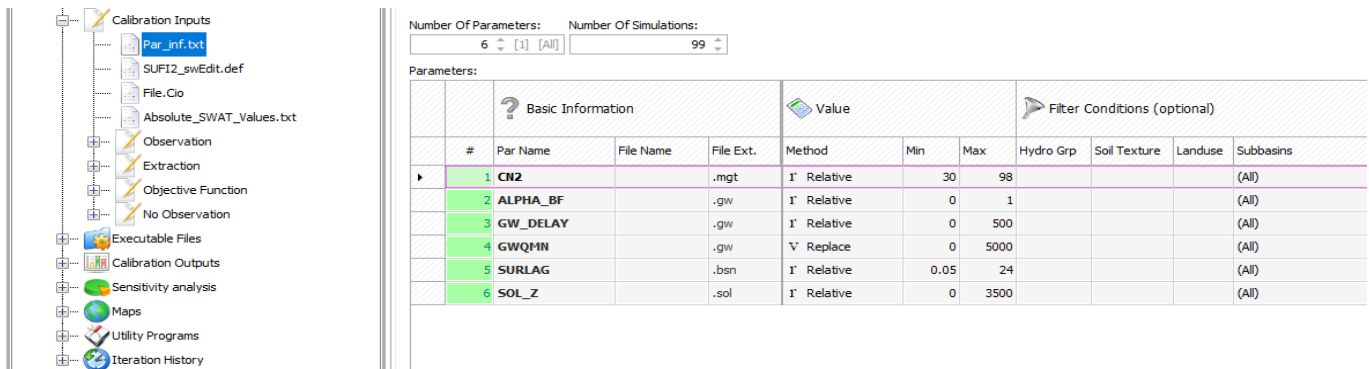 Calibration Inputs
Par_inf.txt
SUFI2_swEdit.def
File.Cio
Absolute_SWAT_Values.txt
Observation
Extraction
Objective Function
No Observation
Executable Files
Calibration Outputs
Sensitivity analysis
Maps
Utility Programs
Iteration History
Number Of Parameters: Number Of Simulations:
6 [1] [All] 99
Parameters:
? Basic Information Value Filter Conditions (optional)
# Par Name File Name File Ext. Method Min Max Hydro Grp Soil Texture Landuse Subbasins
1 CN2 .mgt r Relative 30 98 (All)
2 ALPHA_BF .gw r Relative 0 1 (All)
3 GW_DELAY .gw r Relative 0 500 (All)
4 GWQMN .gw V Replace 0 5000 (All)
5 SURLAG .bsn r Relative 0.05 24 (All)
6 SOL_Z .sol r Relative 0 3500 (All)